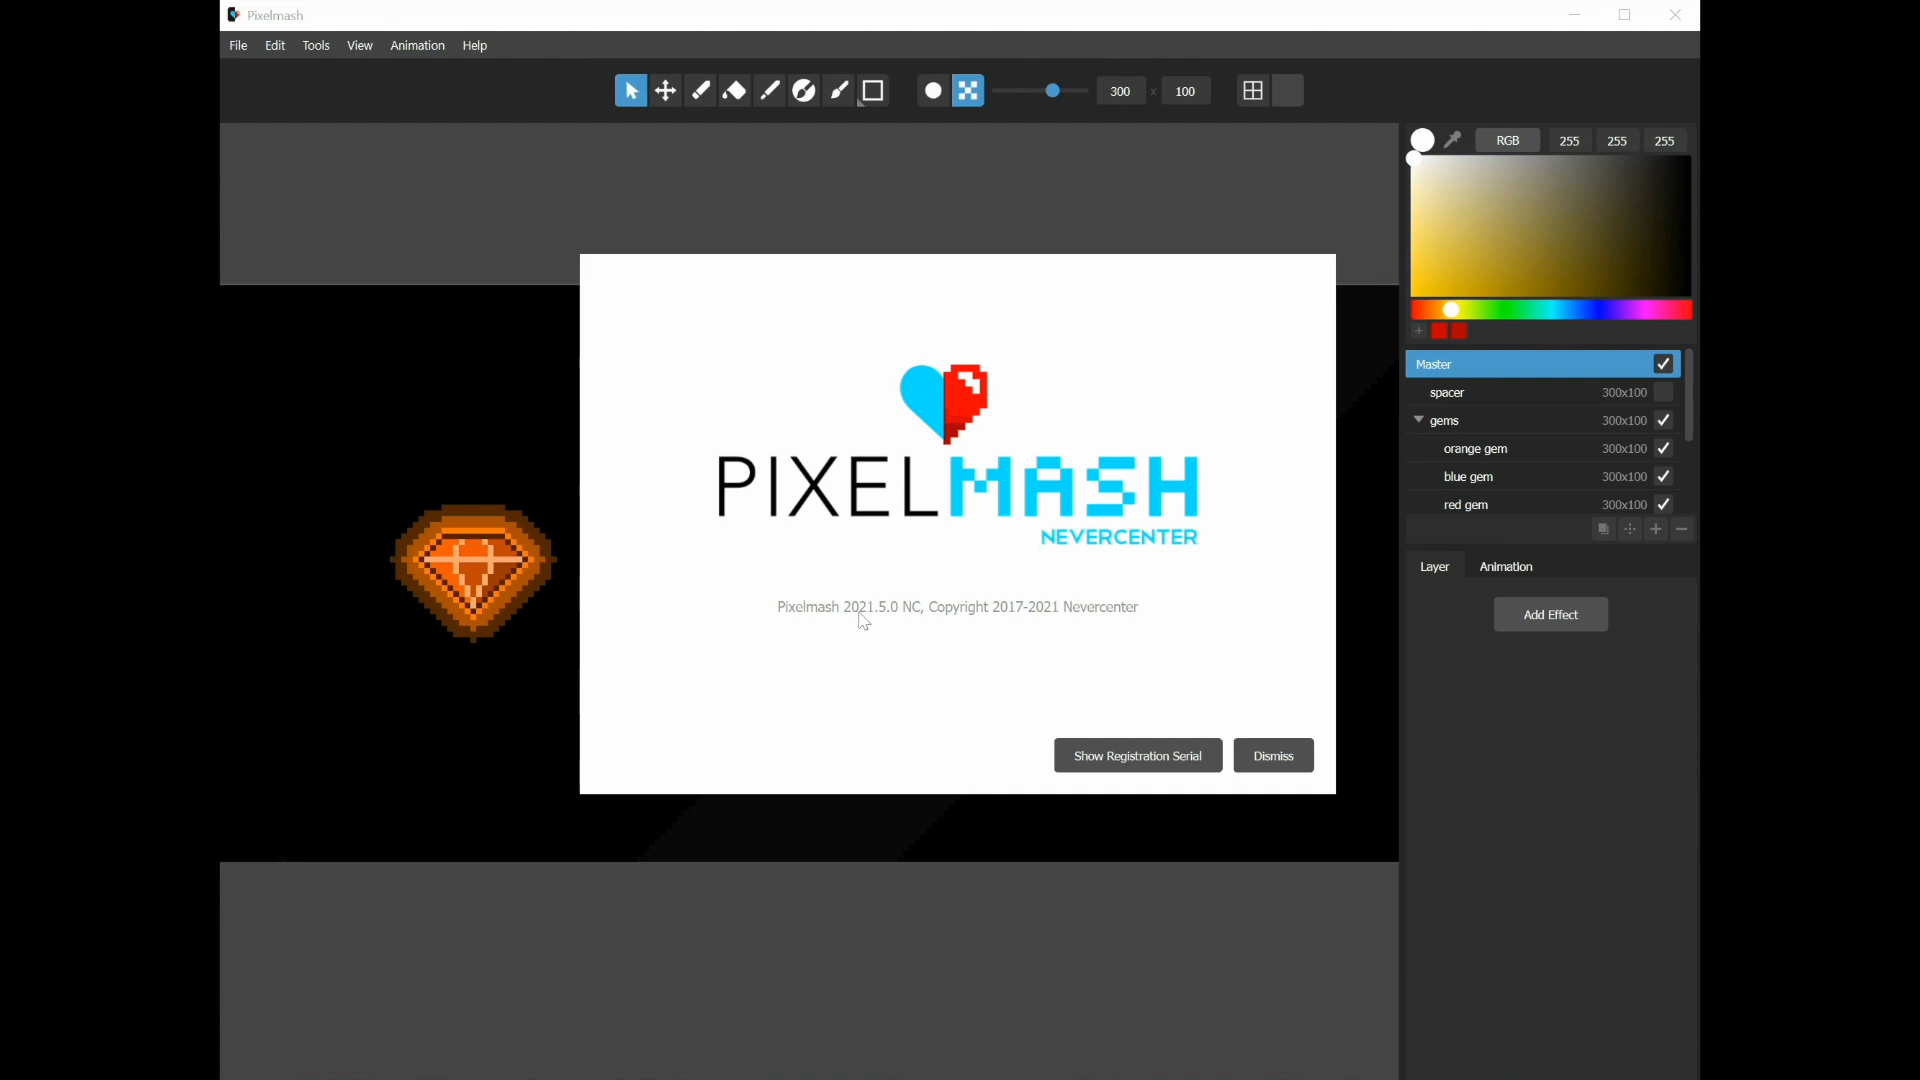 Pixelmash
File Edit Tools View Animation Help
300 x 100
RGB 255 255 255
Master
spacer 300x100
gems 300x100
orange gem 300x100
blue gem 300x100
red gem 300x100
Layer Animation
Add Effect
PIXELMASH
NEVERCENTER
Pixelmash 2021.5.0 NC, Copyright 2017-2021 Nevercenter
Show Registration Serial Dismiss